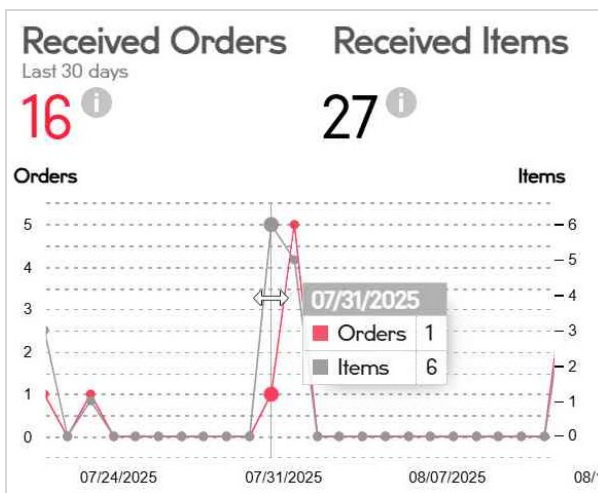 Received Orders
Received Items
Last 30 days
16 i
27 i
Orders
Items
5
6
4
5
3
4
2
3
1
2
0
1
0
07/31/2025
Orders 1
Items 6
07/24/2025
07/31/2025
08/07/2025
08/